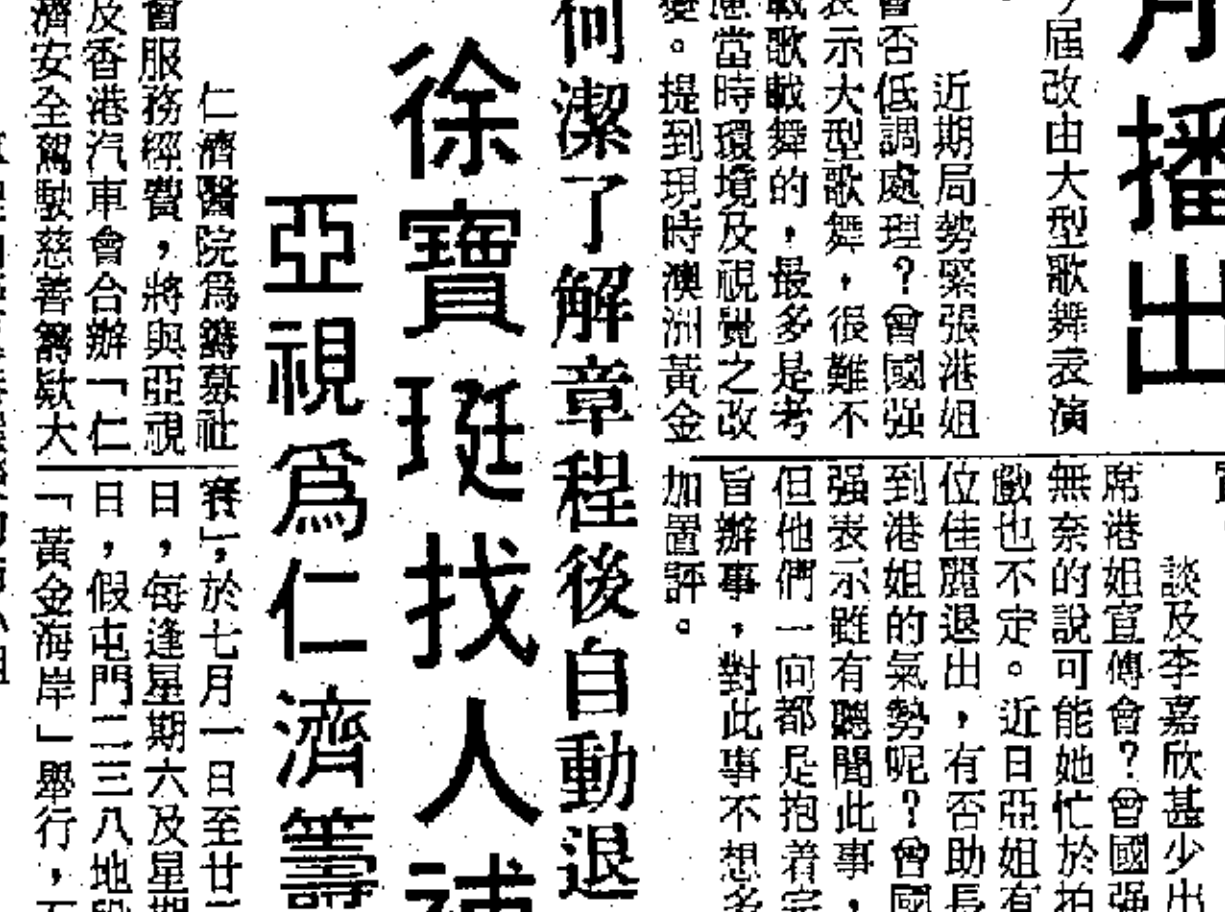 月播出
届改由大型歌舞表演
近期局勢緊張港姐
會否低調處理？曾國强
表示大型歌舞，很難不
載歌載舞的，最多是考
慮當時環境及視覺之改
變。提到現時澳洲黃金
談及李嘉欣甚少出
席港姐宣傳會？曾國强
無奈的說可能她忙於拍
戲也不定。近日亞姐有
位佳麗退出，有否助長
到港姐的氣勢呢？曾國
强表示雖有聽聞此事，
但他們一向都是抱着宗
旨辦事，對此事不想多
加置評。
何潔了解章程後自動退
徐寶珽找人補
亞視爲仁濟籌
仁濟醫院爲籌募社
會服務經費，將與亞視
及香港汽車會合辦「仁
濟安全駕駛慈善籌欵大
賽」，於七月一日至廿
日，每逢星期六及星期
日，假屯門二三八地段
「黃金海岸」舉行，